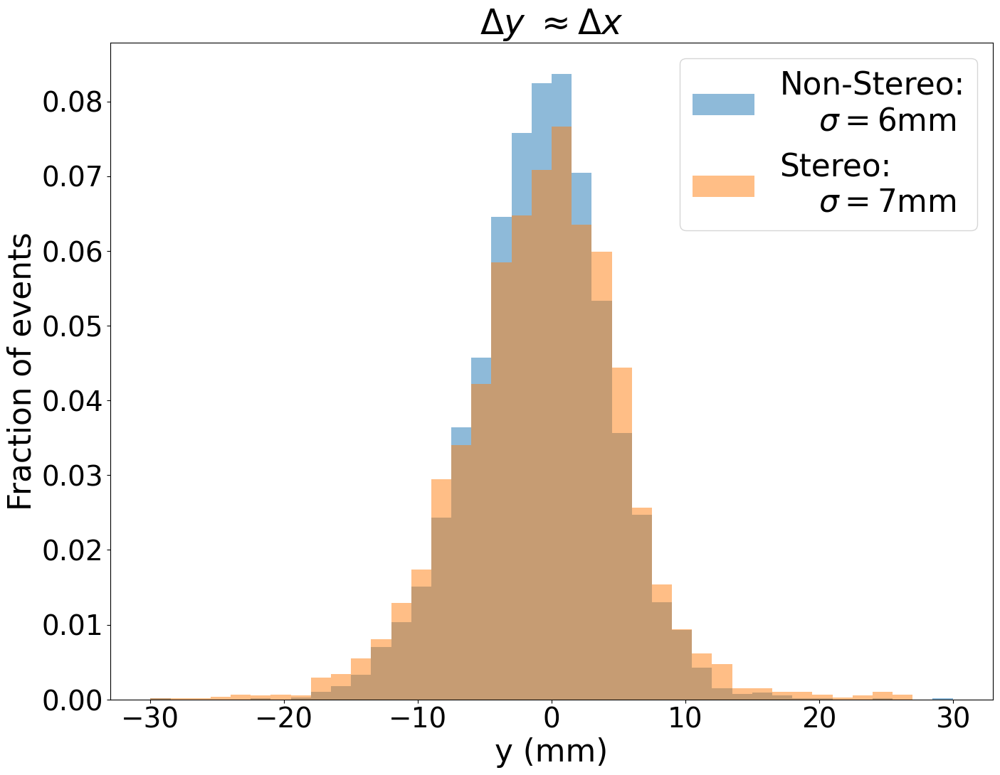 Δy ≈ Δx
Non-Stereo:
σ = 6mm
Stereo:
σ = 7mm
Fraction of events
0.08
0.07
0.06
0.05
0.04
0.03
0.02
0.01
0.00
−30 −20 −10 0 10 20 30
y (mm)